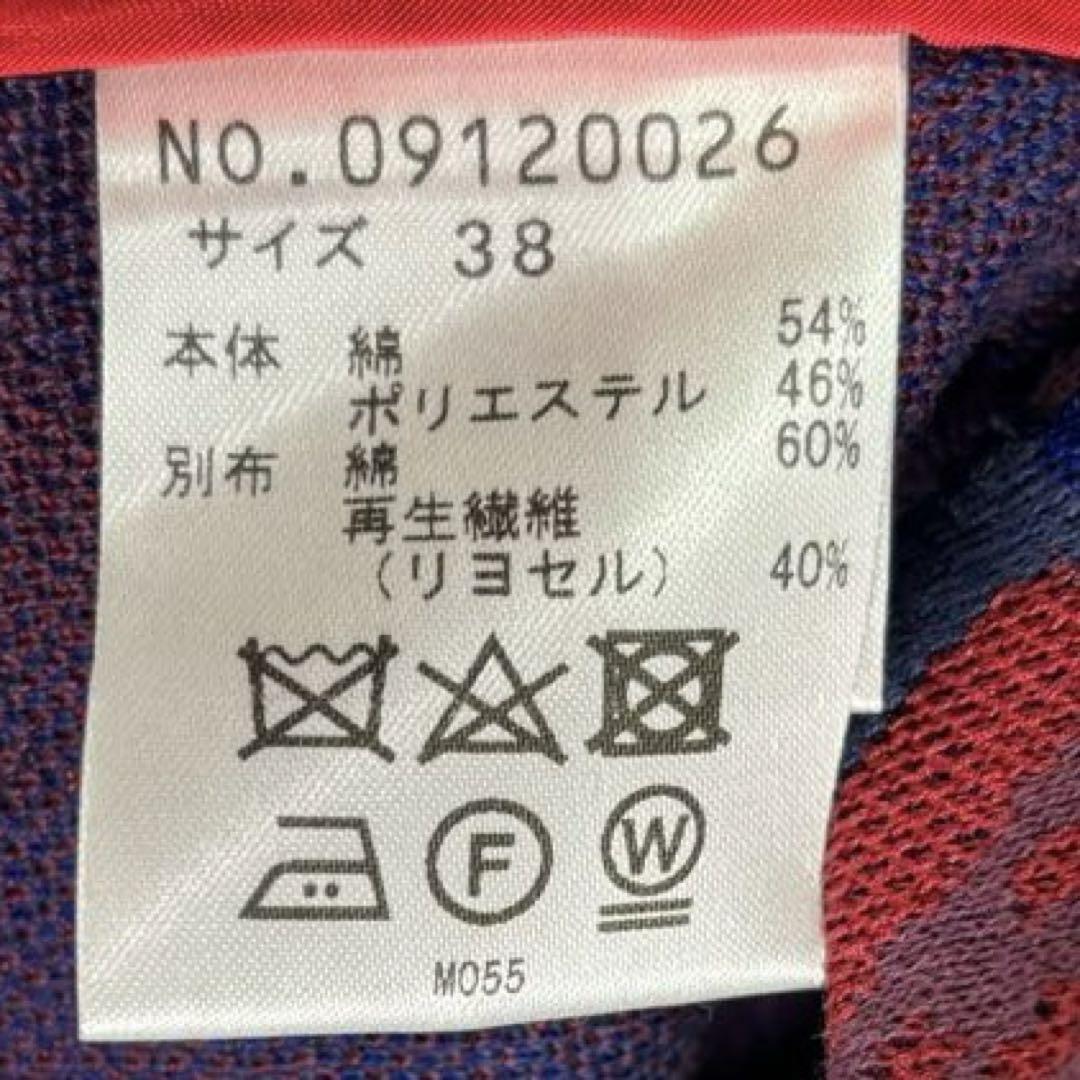 NO.09120026
サイズ 38
本体 綿 54%
ポリエステル 46%
別布 綿 60%
再生繊維
(リヨセル) 40%
F W
M055